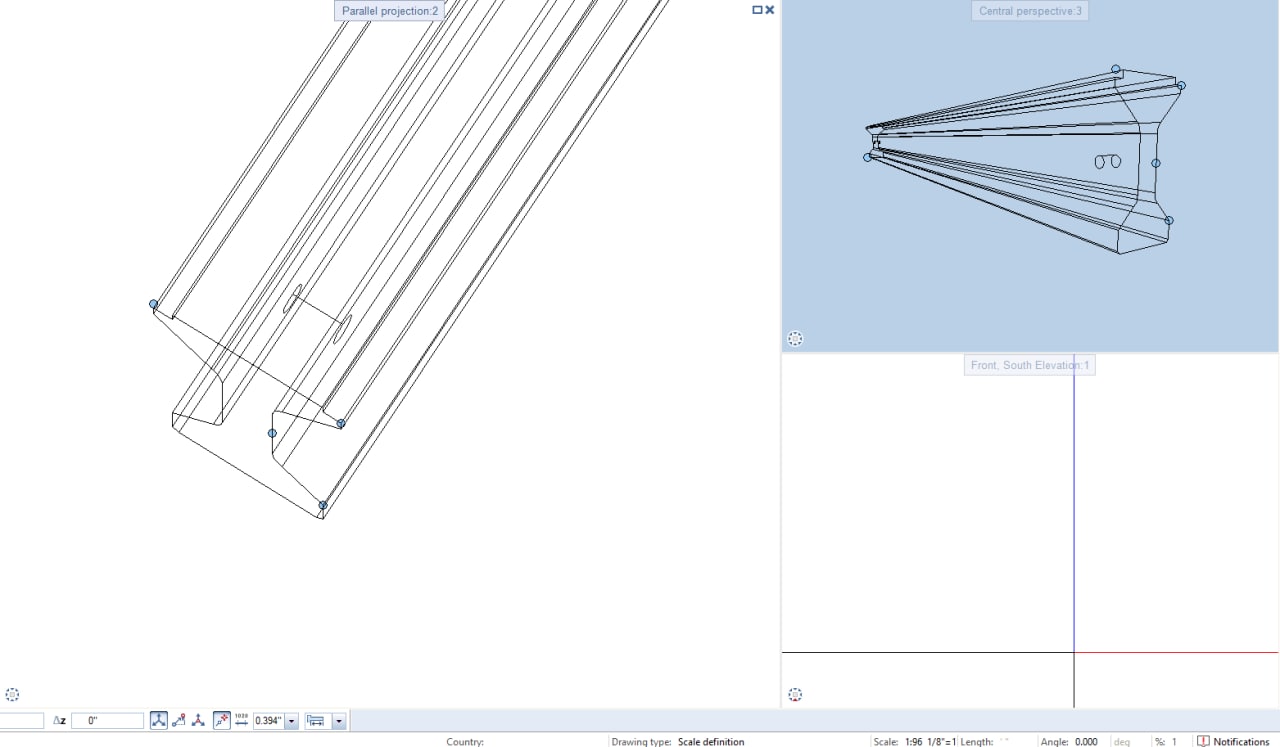 Parallel projection:2
Central perspective:3
Front, South Elevation:1
Δz 0" 1020 0.394"
Country: Drawing type: Scale definition Scale: 1:96 1/8"=1 Length: Angle: 0.000 deg %: 1 Notifications